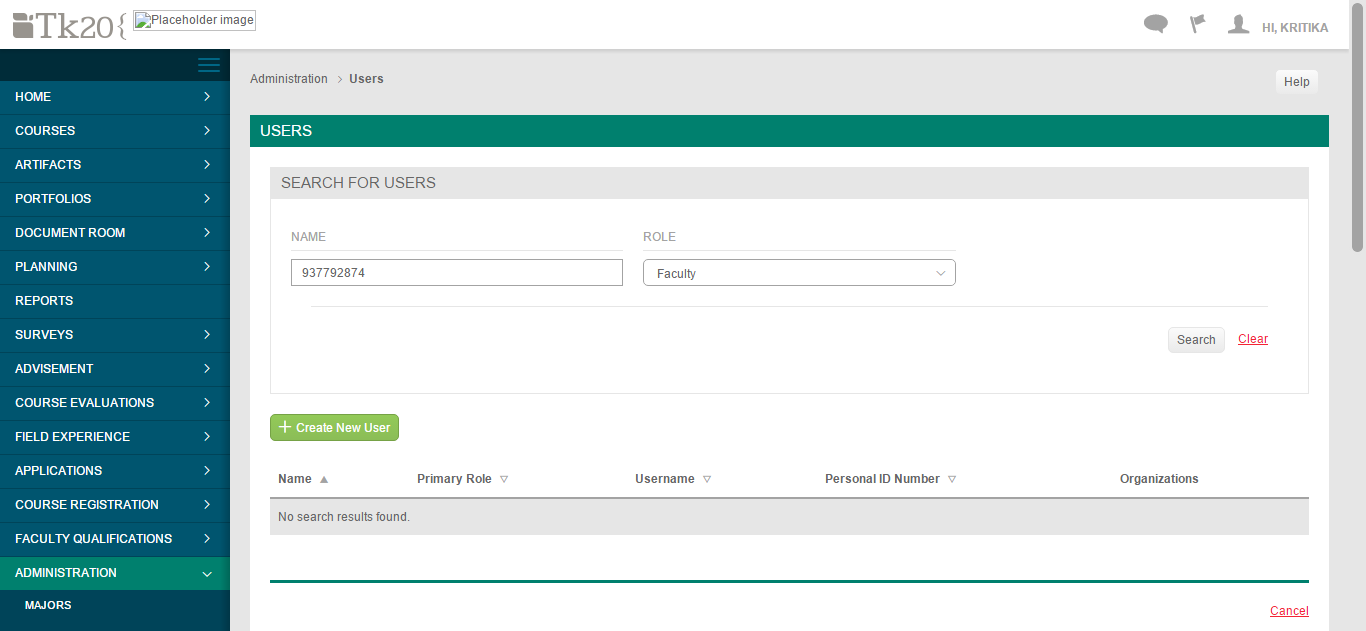 Tk20{ Placeholder image
HI, KRITIKA
HOME
COURSES
ARTIFACTS
PORTFOLIOS
DOCUMENT ROOM
PLANNING
REPORTS
SURVEYS
ADVISEMENT
COURSE EVALUATIONS
FIELD EXPERIENCE
APPLICATIONS
COURSE REGISTRATION
FACULTY QUALIFICATIONS
ADMINISTRATION
MAJORS
Administration > Users
Help
USERS
SEARCH FOR USERS
NAME ROLE
937792874 Faculty
Search Clear
+ Create New User
Name Primary Role Username Personal ID Number Organizations
No search results found.
Cancel